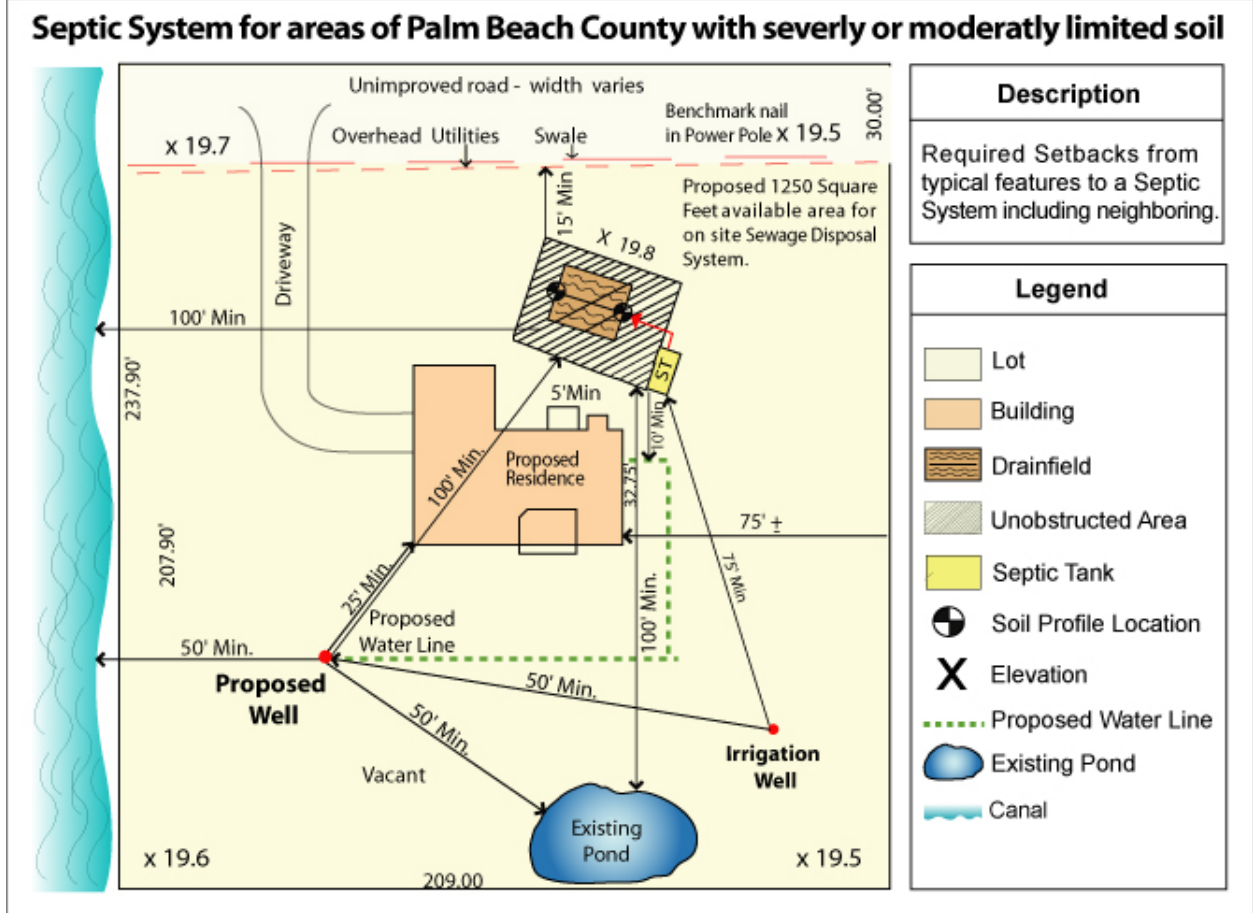 Septic System for areas of Palm Beach County with severly or moderatly limited soil
Unimproved road - width varies
30.00'
Benchmark nail
in Power Pole x 19.5
x 19.7
Overhead Utilities
Swale
15' Min
Proposed 1250 Square
Feet available area for
on site Sewage Disposal
System.
X 19.8
Driveway
100' Min
237.90'
ST
5'Min
10' Min
100' Min.
Proposed
Residence
32.75'
75' ±
207.90'
25' Min.
75' Min
Proposed
Water Line
100' Min.
50' Min.
Proposed
Well
50' Min.
50' Min.
Irrigation
Well
Vacant
Existing
Pond
x 19.6
x 19.5
209.00
Description
Required Setbacks from
typical features to a Septic
System including neighboring.
Legend
Lot
Building
Drainfield
Unobstructed Area
Septic Tank
Soil Profile Location
X Elevation
Proposed Water Line
Existing Pond
Canal